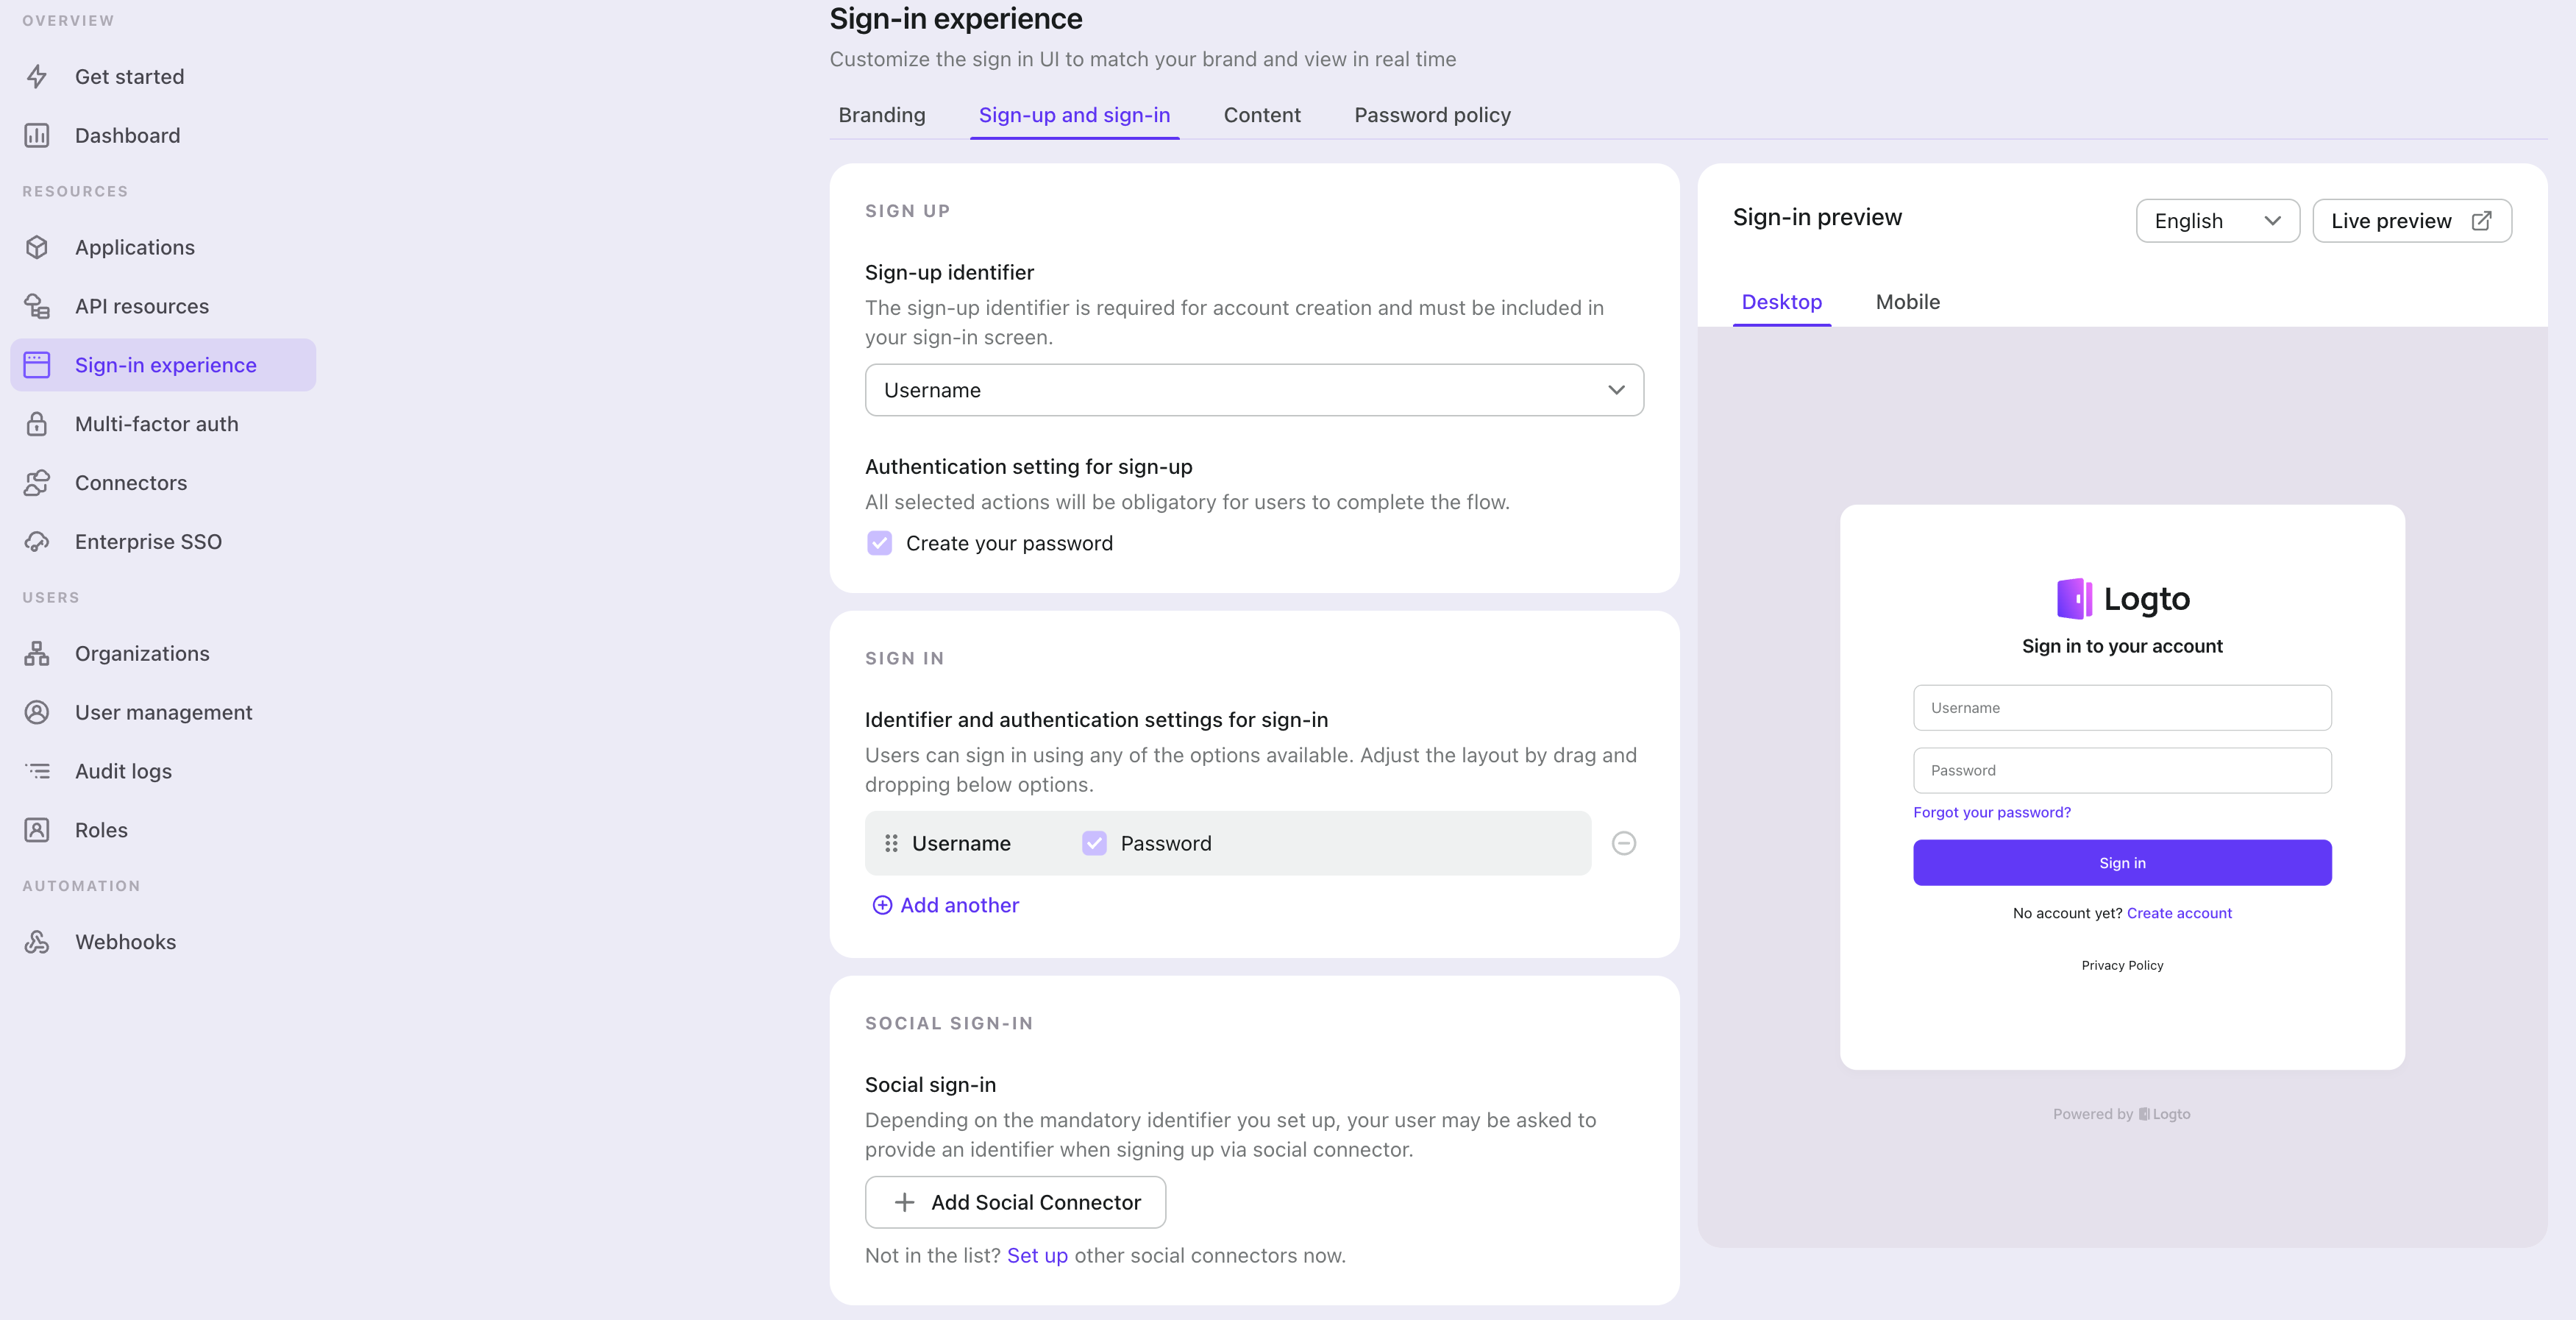 OVERVIEW
Get started
Dashboard
RESOURCES
Applications
API resources
Sign-in experience
Multi-factor auth
Connectors
Enterprise SSO
USERS
Organizations
User management
Audit logs
Roles
AUTOMATION
Webhooks
Sign-in experience
Customize the sign in UI to match your brand and view in real time
Branding
Sign-up and sign-in
Content
Password policy
SIGN UP
Sign-up identifier
The sign-up identifier is required for account creation and must be included in
your sign-in screen.
Username
Authentication setting for sign-up
All selected actions will be obligatory for users to complete the flow.
Create your password
SIGN IN
Identifier and authentication settings for sign-in
Users can sign in using any of the options available. Adjust the layout by drag and
dropping below options.
Username
Password
Add another
SOCIAL SIGN-IN
Social sign-in
Depending on the mandatory identifier you set up, your user may be asked to
provide an identifier when signing up via social connector.
Add Social Connector
Not in the list? Set up other social connectors now.
Sign-in preview
English
Live preview
Desktop
Mobile
Logto
Sign in to your account
Username
Password
Forgot your password?
Sign in
No account yet? Create account
Privacy Policy
Powered by Logto